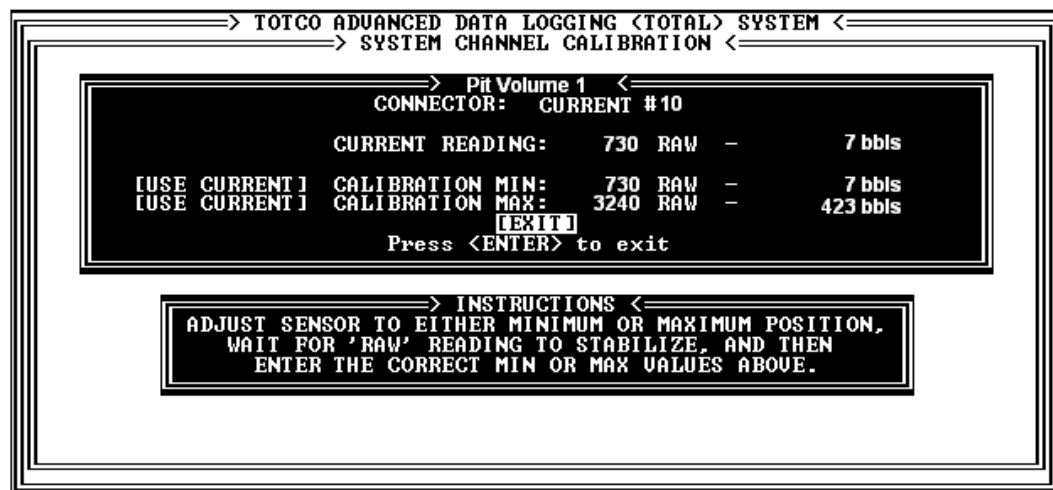 => TOTCO ADVANCED DATA LOGGING <TOTAL> SYSTEM <=
=> SYSTEM CHANNEL CALIBRATION <=
=> Pit Volume 1 <=
CONNECTOR: CURRENT #10
CURRENT READING: 730 RAW - 7 bbls
[USE CURRENT] CALIBRATION MIN: 730 RAW - 7 bbls
[USE CURRENT] CALIBRATION MAX: 3240 RAW - 423 bbls
[EXIT]
Press <ENTER> to exit
=> INSTRUCTIONS <=
ADJUST SENSOR TO EITHER MINIMUM OR MAXIMUM POSITION,
WAIT FOR 'RAW' READING TO STABILIZE, AND THEN
ENTER THE CORRECT MIN OR MAX VALUES ABOVE.